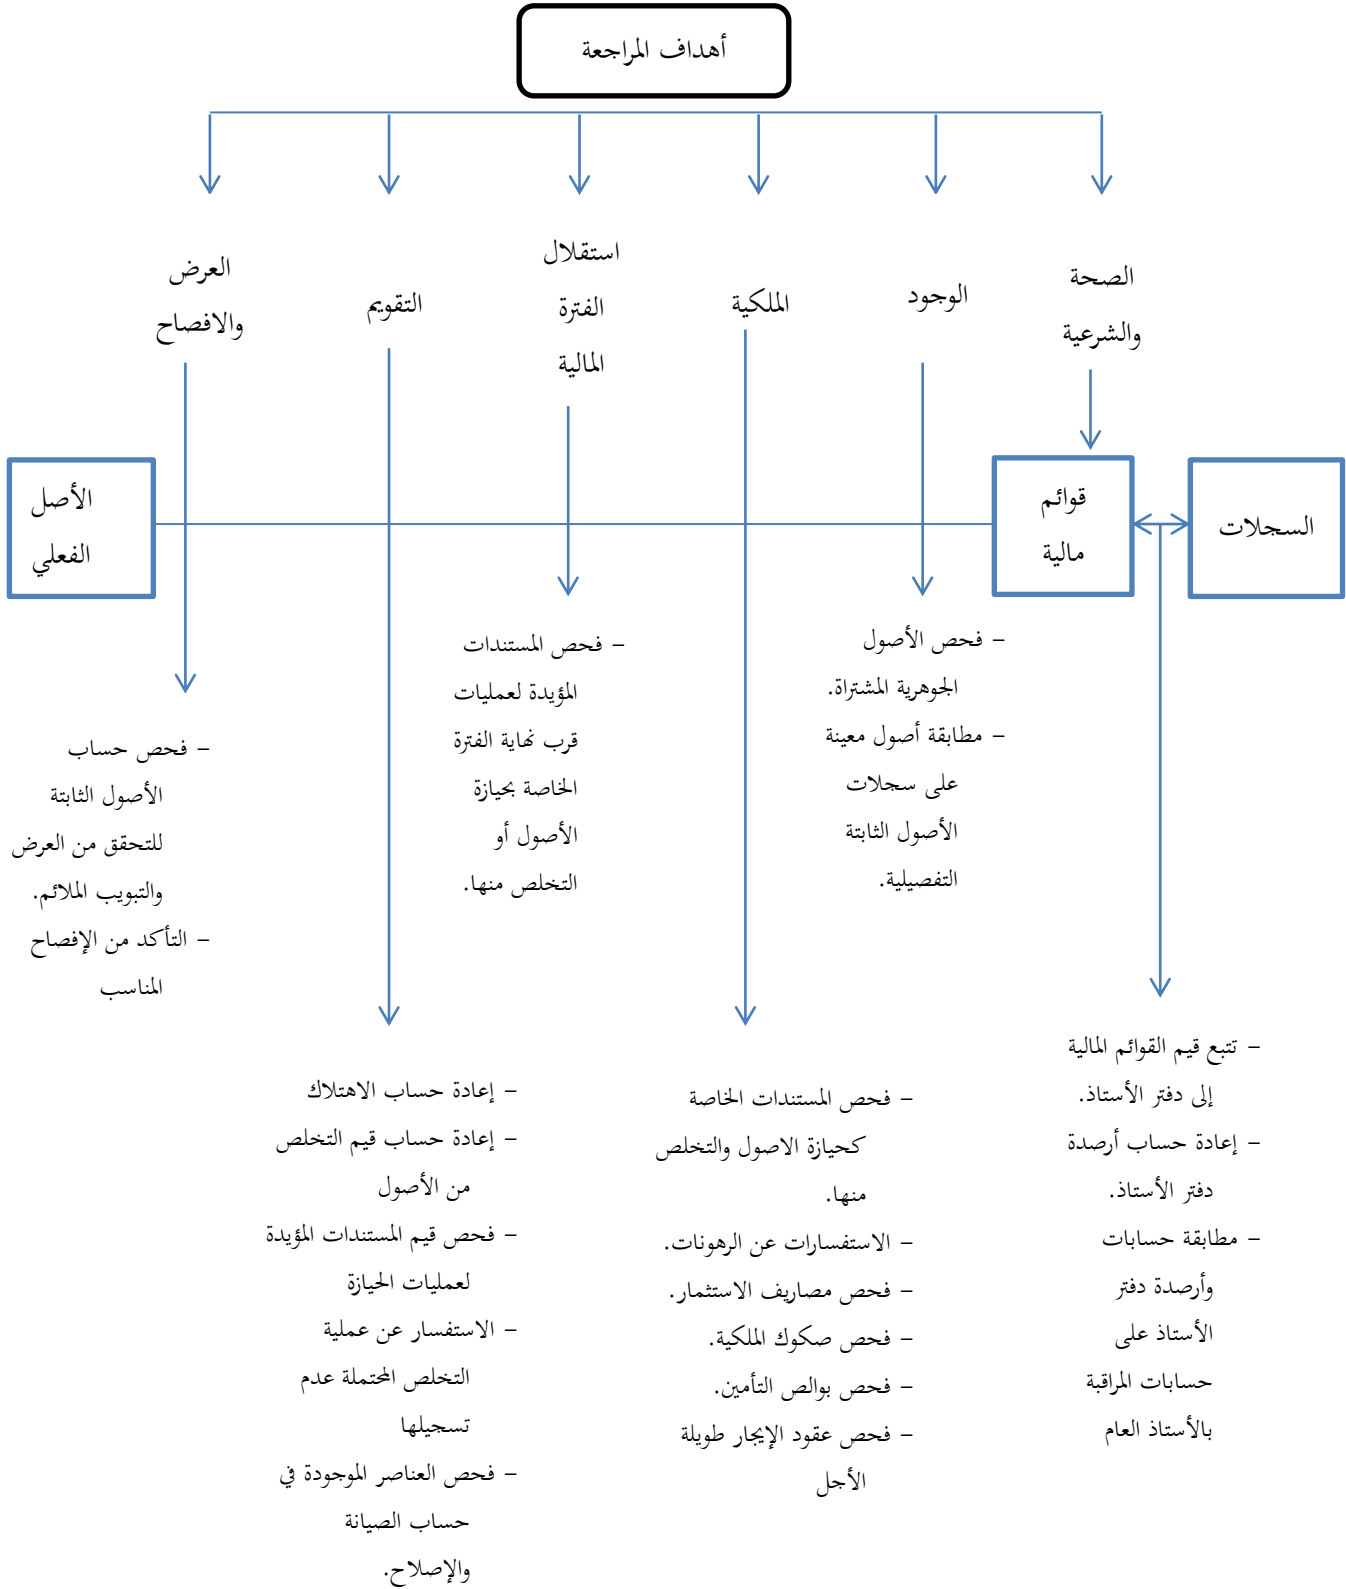 أهداف المراجعة
الصحة
والشرعية
الوجود
الملكية
استقلال
الفترة
المالية
التقويم
العرض
والافصاح
السجلات
قوائم
مالية
الأصل
الفعلي
– تتبع قيم القوائم المالية
إلى دفتر الأستاذ.
– إعادة حساب أرصدة
دفتر الأستاذ.
– مطابقة حسابات
وأرصدة دفتر
الأستاذ على
حسابات المراقبة
بالأستاذ العام
– فحص الأصول
الجوهرية المشتراة.
– مطابقة أصول معينة
على سجلات
الأصول الثابتة
التفصيلية.
– فحص المستندات الخاصة
كحيازة الاصول والتخلص
منها.
– الاستفسارات عن الرهونات.
– فحص مصاريف الاستثمار.
– فحص صكوك الملكية.
– فحص بوالص التأمين.
– فحص عقود الإيجار طويلة
الأجل
– فحص المستندات
المؤيدة لعمليات
قرب نهاية الفترة
الخاصة بحيازة
الأصول أو
التخلص منها.
– إعادة حساب الاهتلاك
– إعادة حساب قيم التخلص
من الأصول
– فحص قيم المستندات المؤيدة
لعمليات الحيازة
– الاستفسار عن عملية
التخلص المحتملة عدم
تسجيلها
– فحص العناصر الموجودة في
حساب الصيانة
والإصلاح.
– فحص حساب
الأصول الثابتة
للتحقق من العرض
والتبويب الملائم.
– التأكد من الإفصاح
المناسب